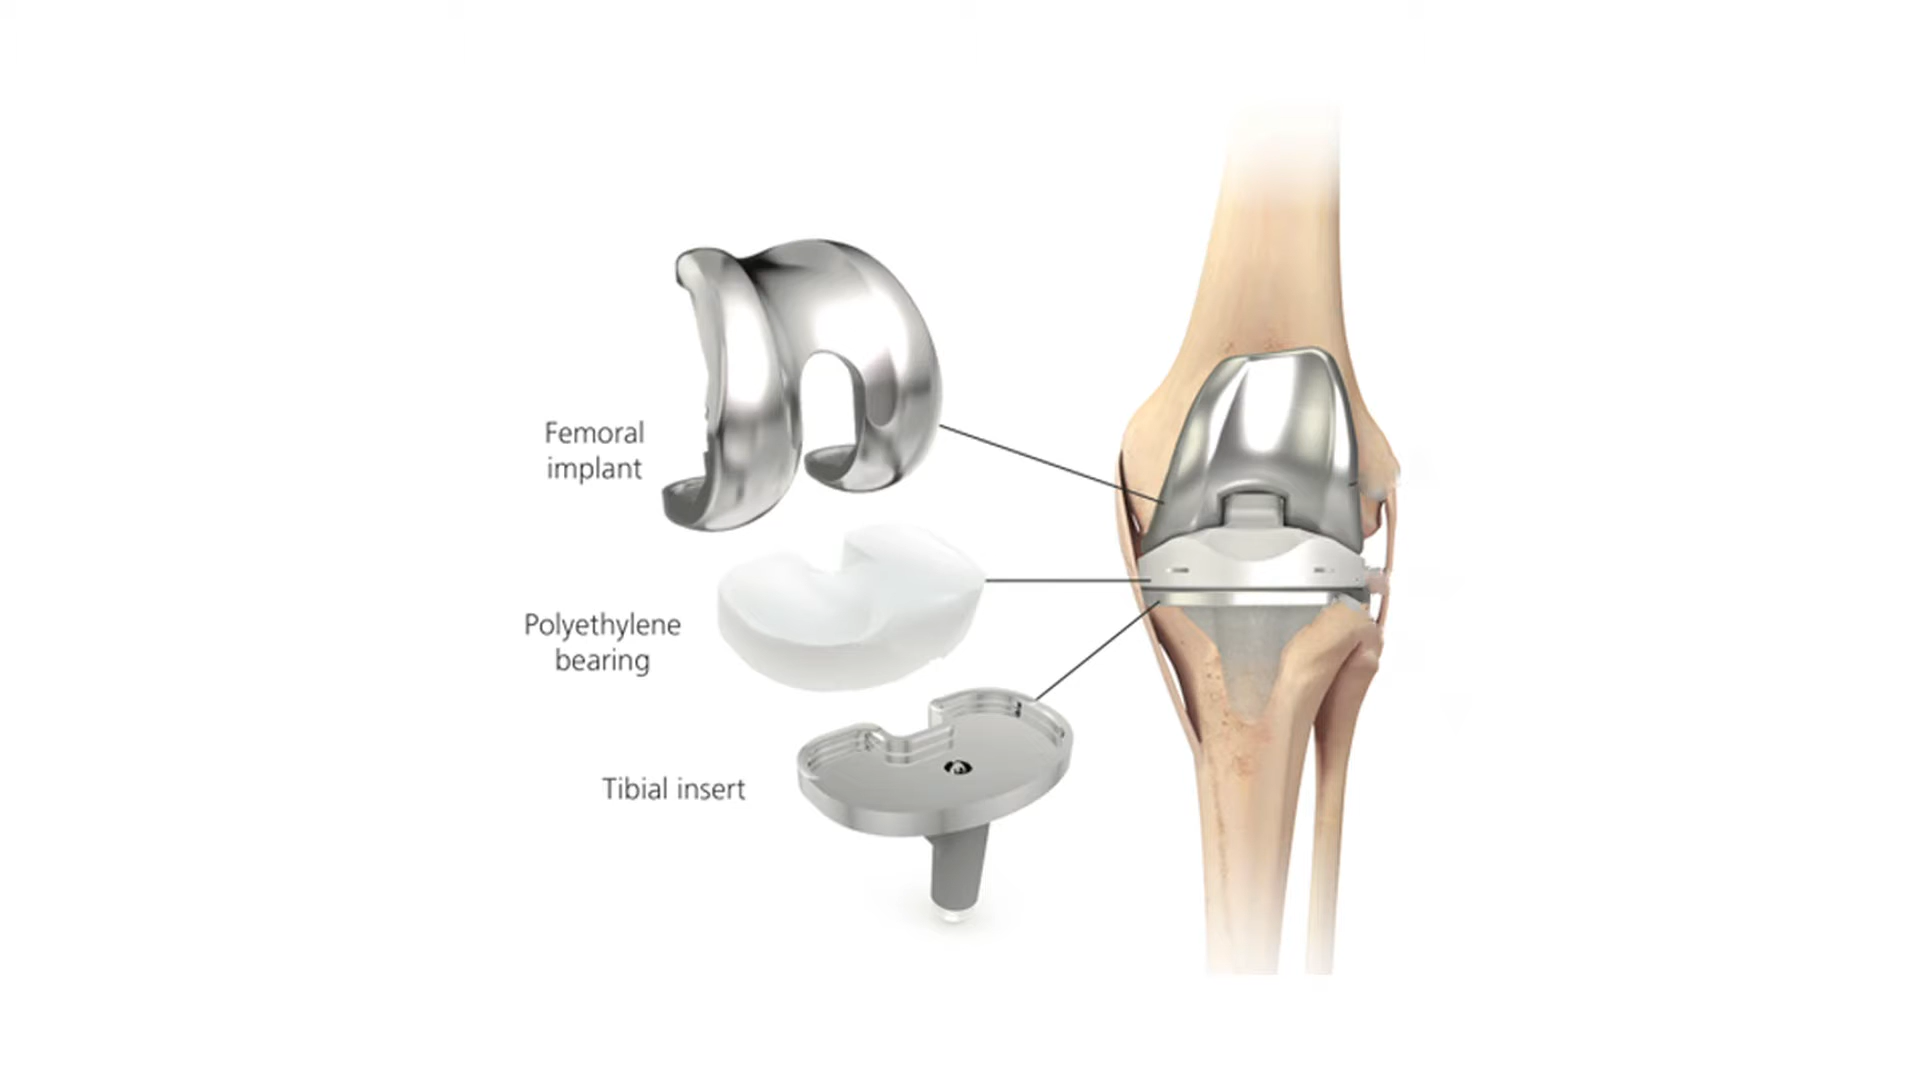 Femoral
implant
Polyethylene
bearing
Tibial insert